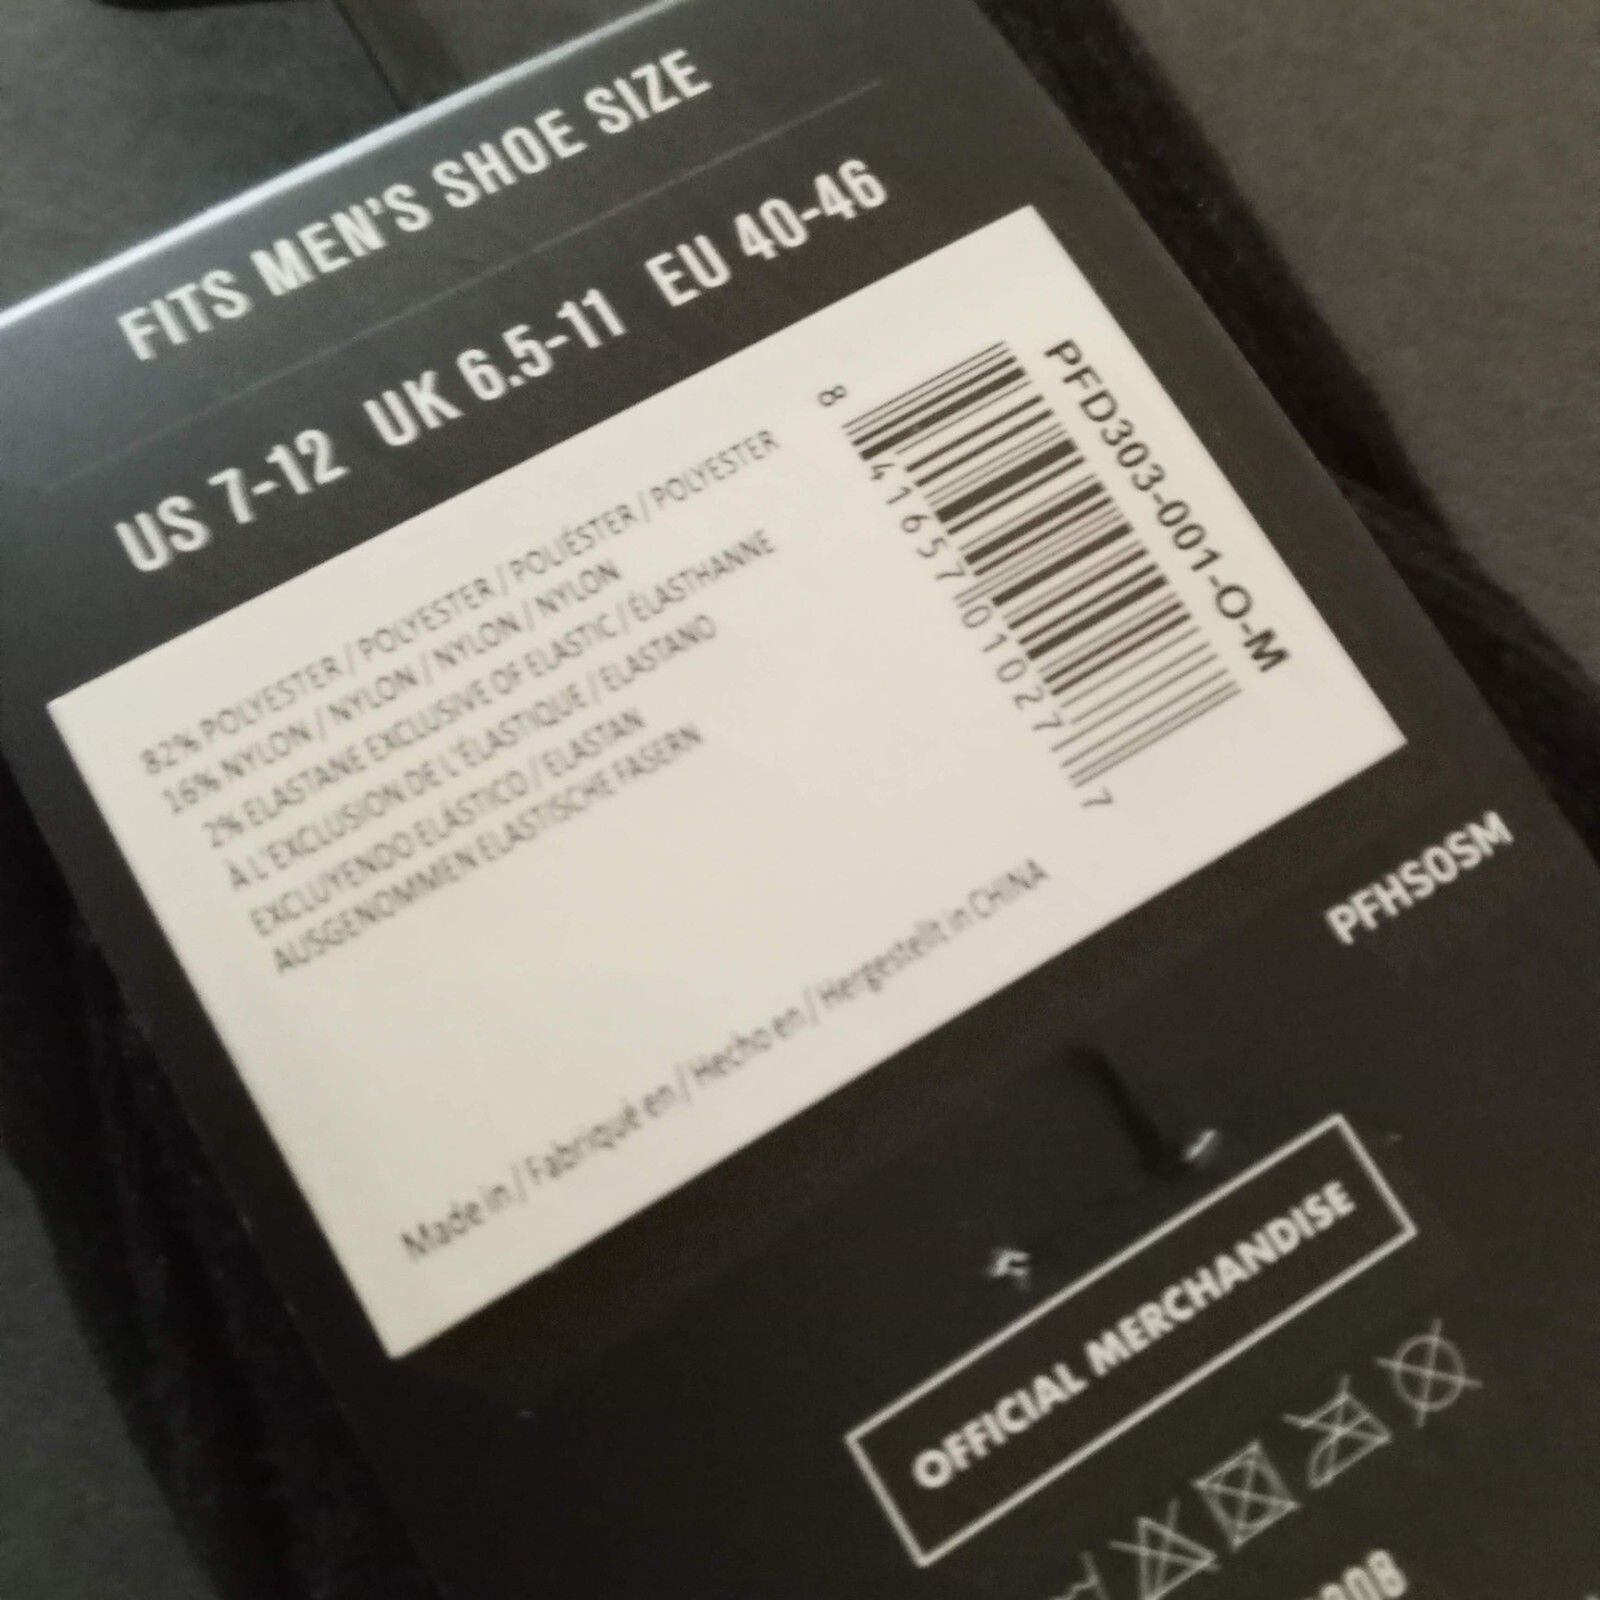 FITS MEN'S SHOE SIZE
US 7-12 UK 6.5-11 EU 40-46
82% POLYESTER / POLYESTER / POLIÉSTER / POLYESTER
16% NYLON / NYLON / NYLON / NYLON
2% ELASTANE EXCLUSIVE OF ELASTIC / ÉLASTHANNE
À L'EXCLUSION DE L'ÉLASTIQUE / ELASTANO
EXCLUYENDO ELÁSTICO / ELASTAN
AUSGENOMMEN ELASTISCHE FASERN
Made in / Fabriqué en / Hecho en / Hergestellt in CHINA
PFD303-001-O-M
8 41657 01027 7
PFHS0SM
OFFICIAL MERCHANDISE